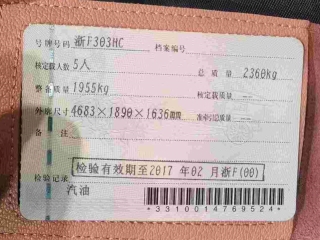 号牌号码 浙F303HC 档案编号
核定载人数 5人 总质量 2360kg
整备质量 1955kg 核定载质量 --
外廓尺寸 4683×1890×1636mm 准牵引总质量 --
备注
检验有效期至2017 年02 月浙F(00)
检验记录
汽油
*3310014769524*